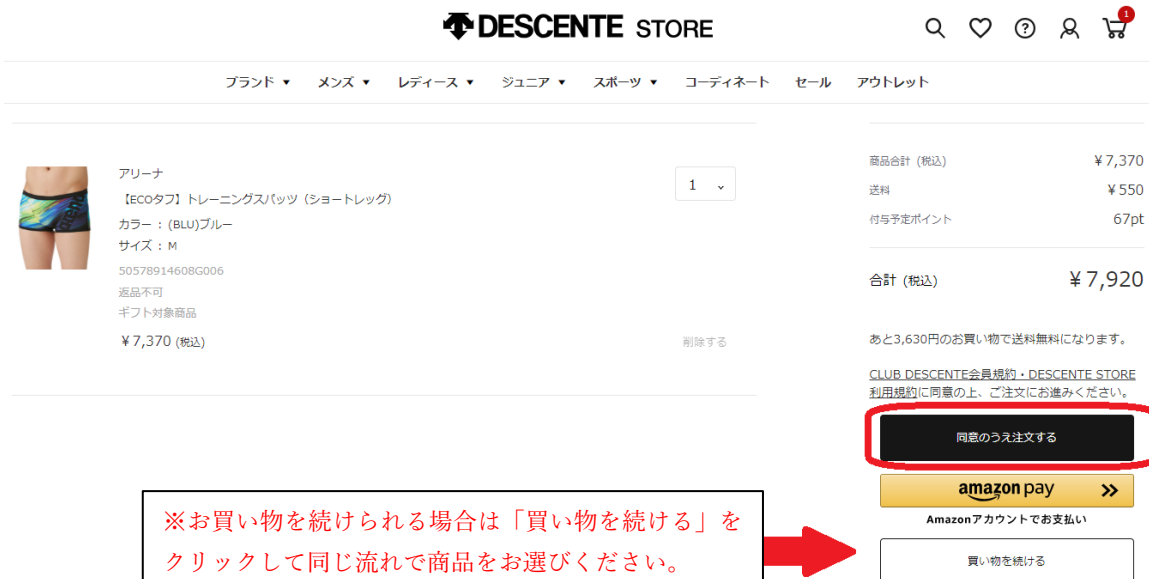 DESCENTE STORE
1
ブランド ▼ メンズ ▼ レディース ▼ ジュニア ▼ スポーツ ▼ コーディネート セール アウトレット
アリーナ
【ECOタフ】トレーニングスパッツ（ショートレッグ）
カラー ： (BLU)ブルー
サイズ ： M
50578914608G006
返品不可
ギフト対象商品
¥7,370 (税込)
1
削除する
arena
商品合計 (税込) ¥7,370
送料 ¥550
付与予定ポイント 67pt
合計 (税込) ¥7,920
あと3,630円のお買い物で送料無料になります。
CLUB DESCENTE会員規約・DESCENTE STORE
利用規約に同意の上、ご注文にお進みください。
同意のうえ注文する
amazon pay
Amazonアカウントでお支払い
買い物を続ける
※お買い物を続けられる場合は「買い物を続ける」を
クリックして同じ流れで商品をお選びください。